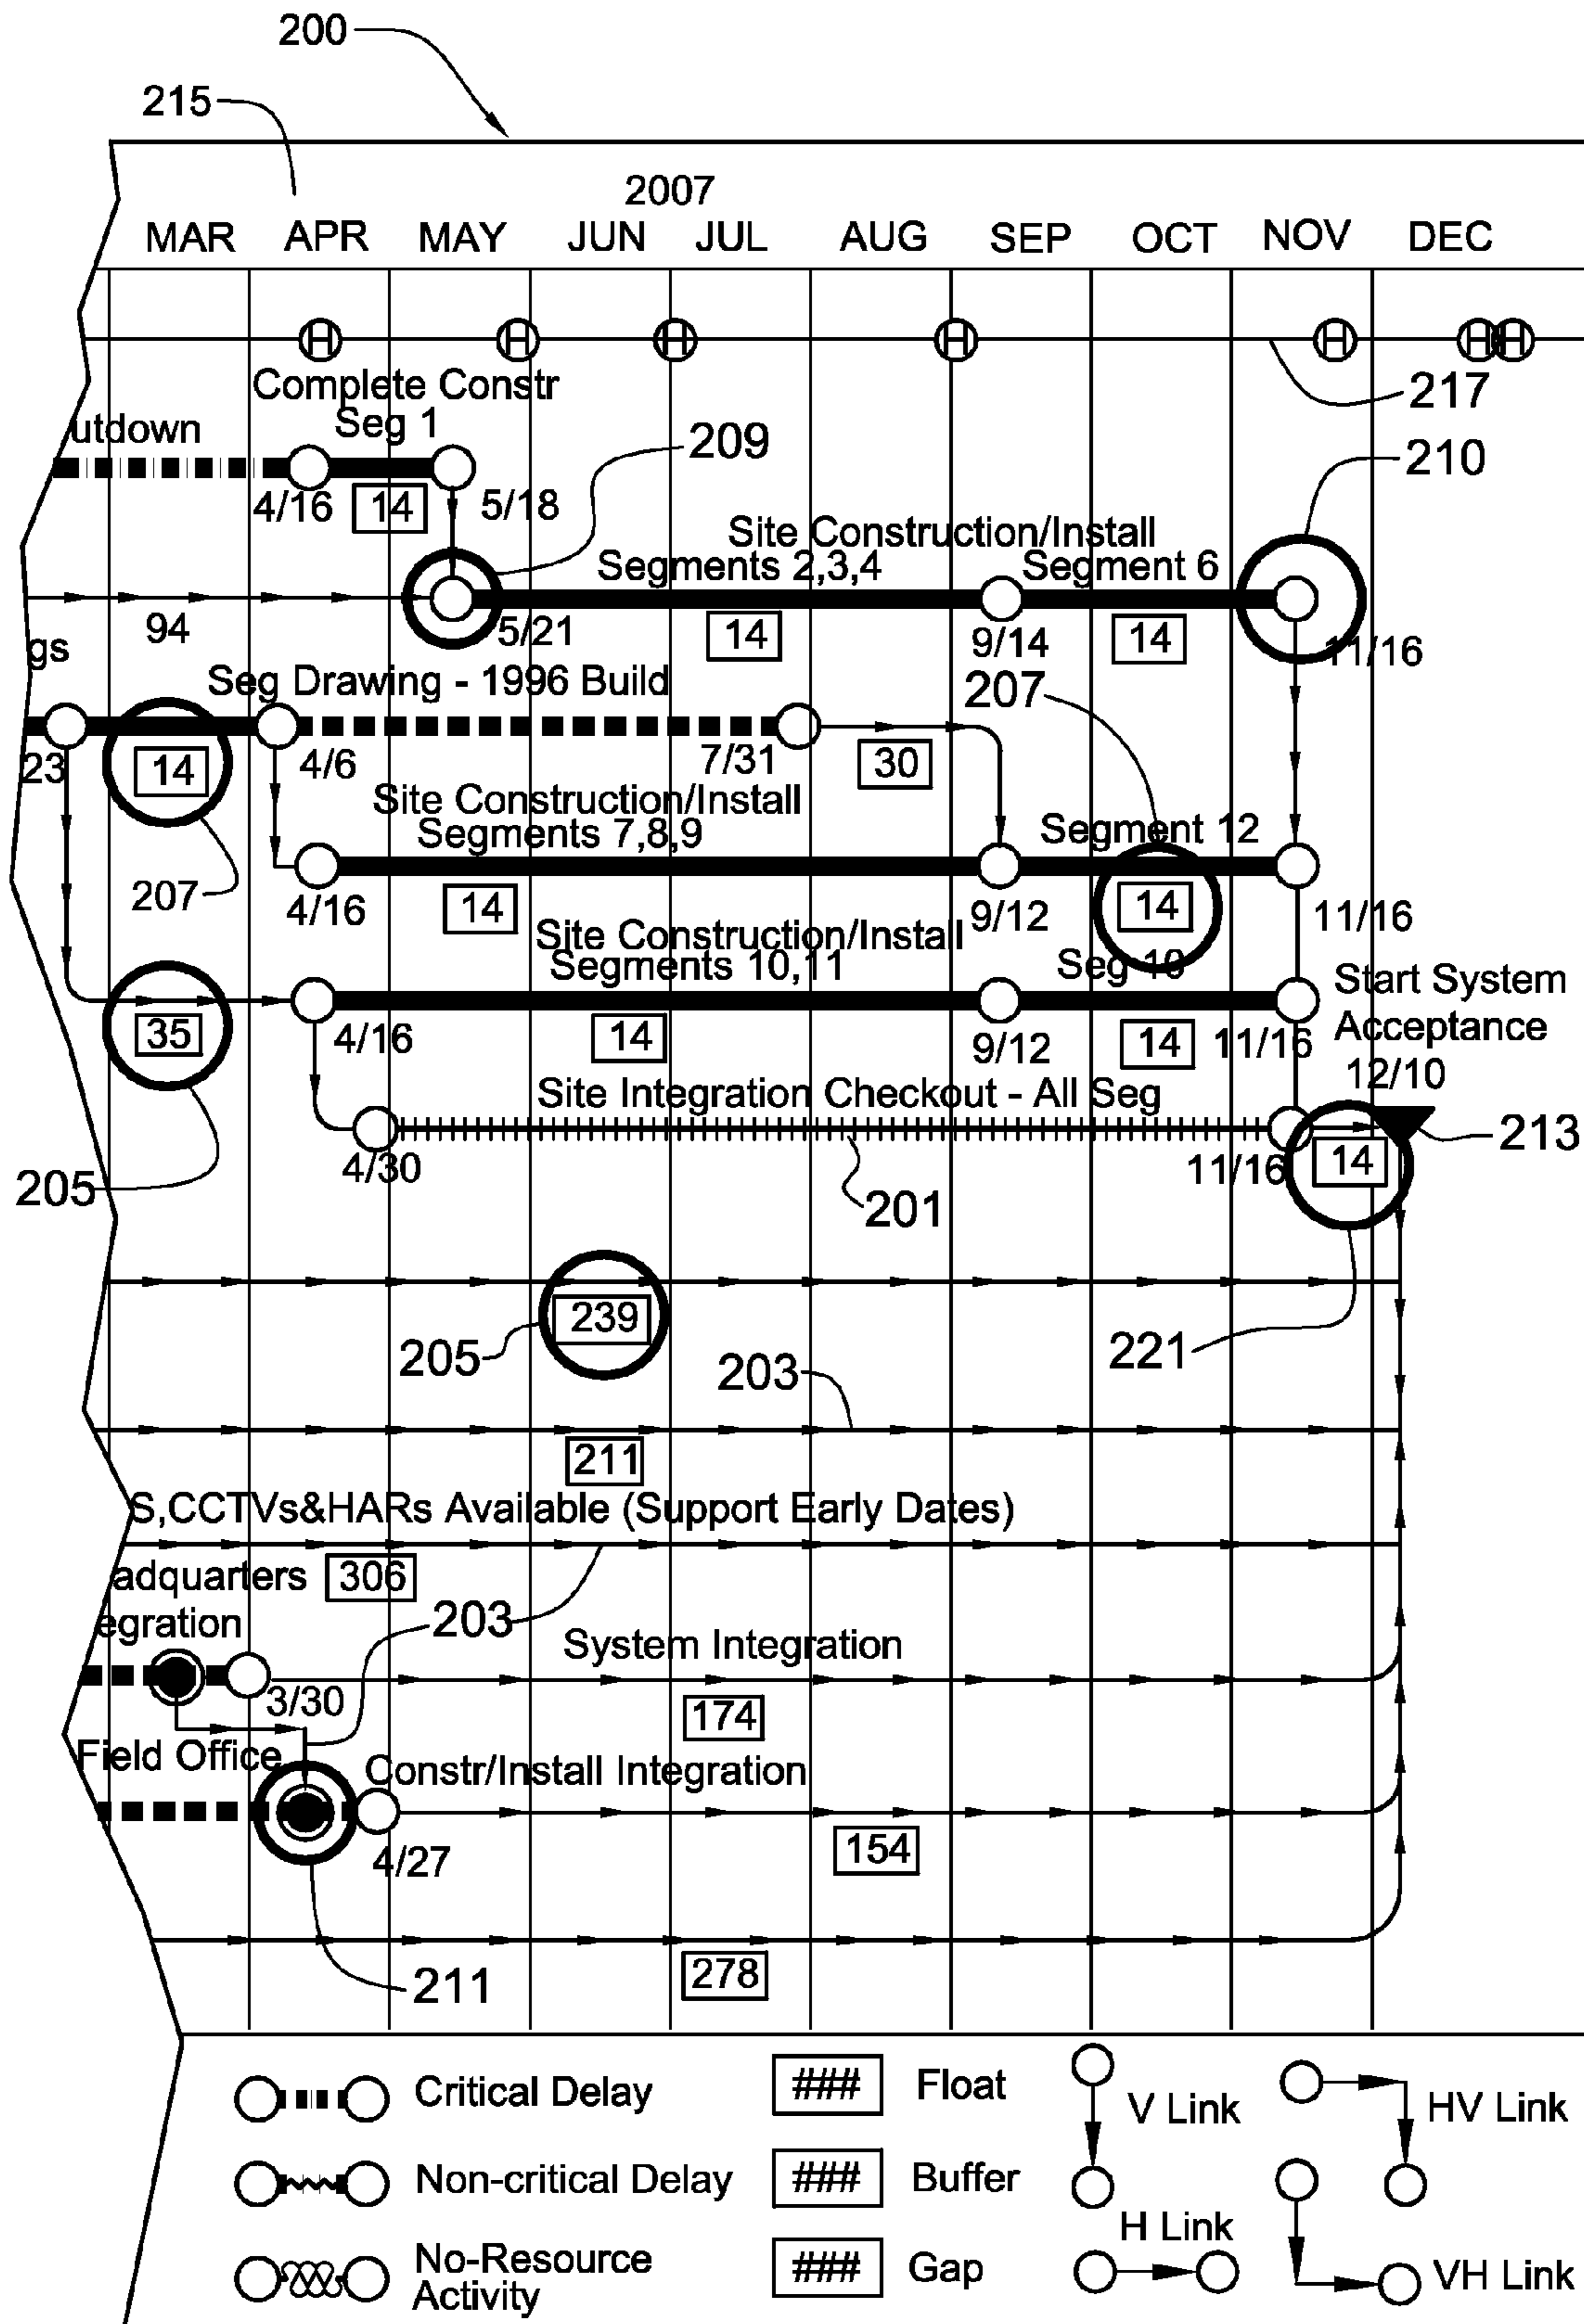 200
215
2007
MAR APR MAY JUN JUL AUG SEP OCT NOV DEC
H H H H H H H
217
Complete Constr
Seg 1
utdown
209
210
4/16 14 5/18
Site Construction/Install
Segments 2,3,4 Segment 6
94 5/21 14 9/14 14 11/16
gs
Seg Drawing - 1996 Build
207
23 14 4/6 7/31 30
Site Construction/Install
Segments 7,8,9 Segment 12
207 4/16 14 9/12 14 11/16
Site Construction/Install
Segments 10,11 Seg 10
Start System
Acceptance
12/10
35 4/16 14 9/12 14 11/16
Site Integration Checkout - All Seg
213
205 4/30 201 11/16 14
239
205 203 221
211
S,CCTVs&HARs Available (Support Early Dates)
adquarters 306
egration 203
System Integration
3/30 174
Field Office Constr/Install Integration
4/27 154
211 278
Critical Delay ### Float V Link HV Link
Non-critical Delay ### Buffer
H Link
No-Resource
Activity ### Gap VH Link